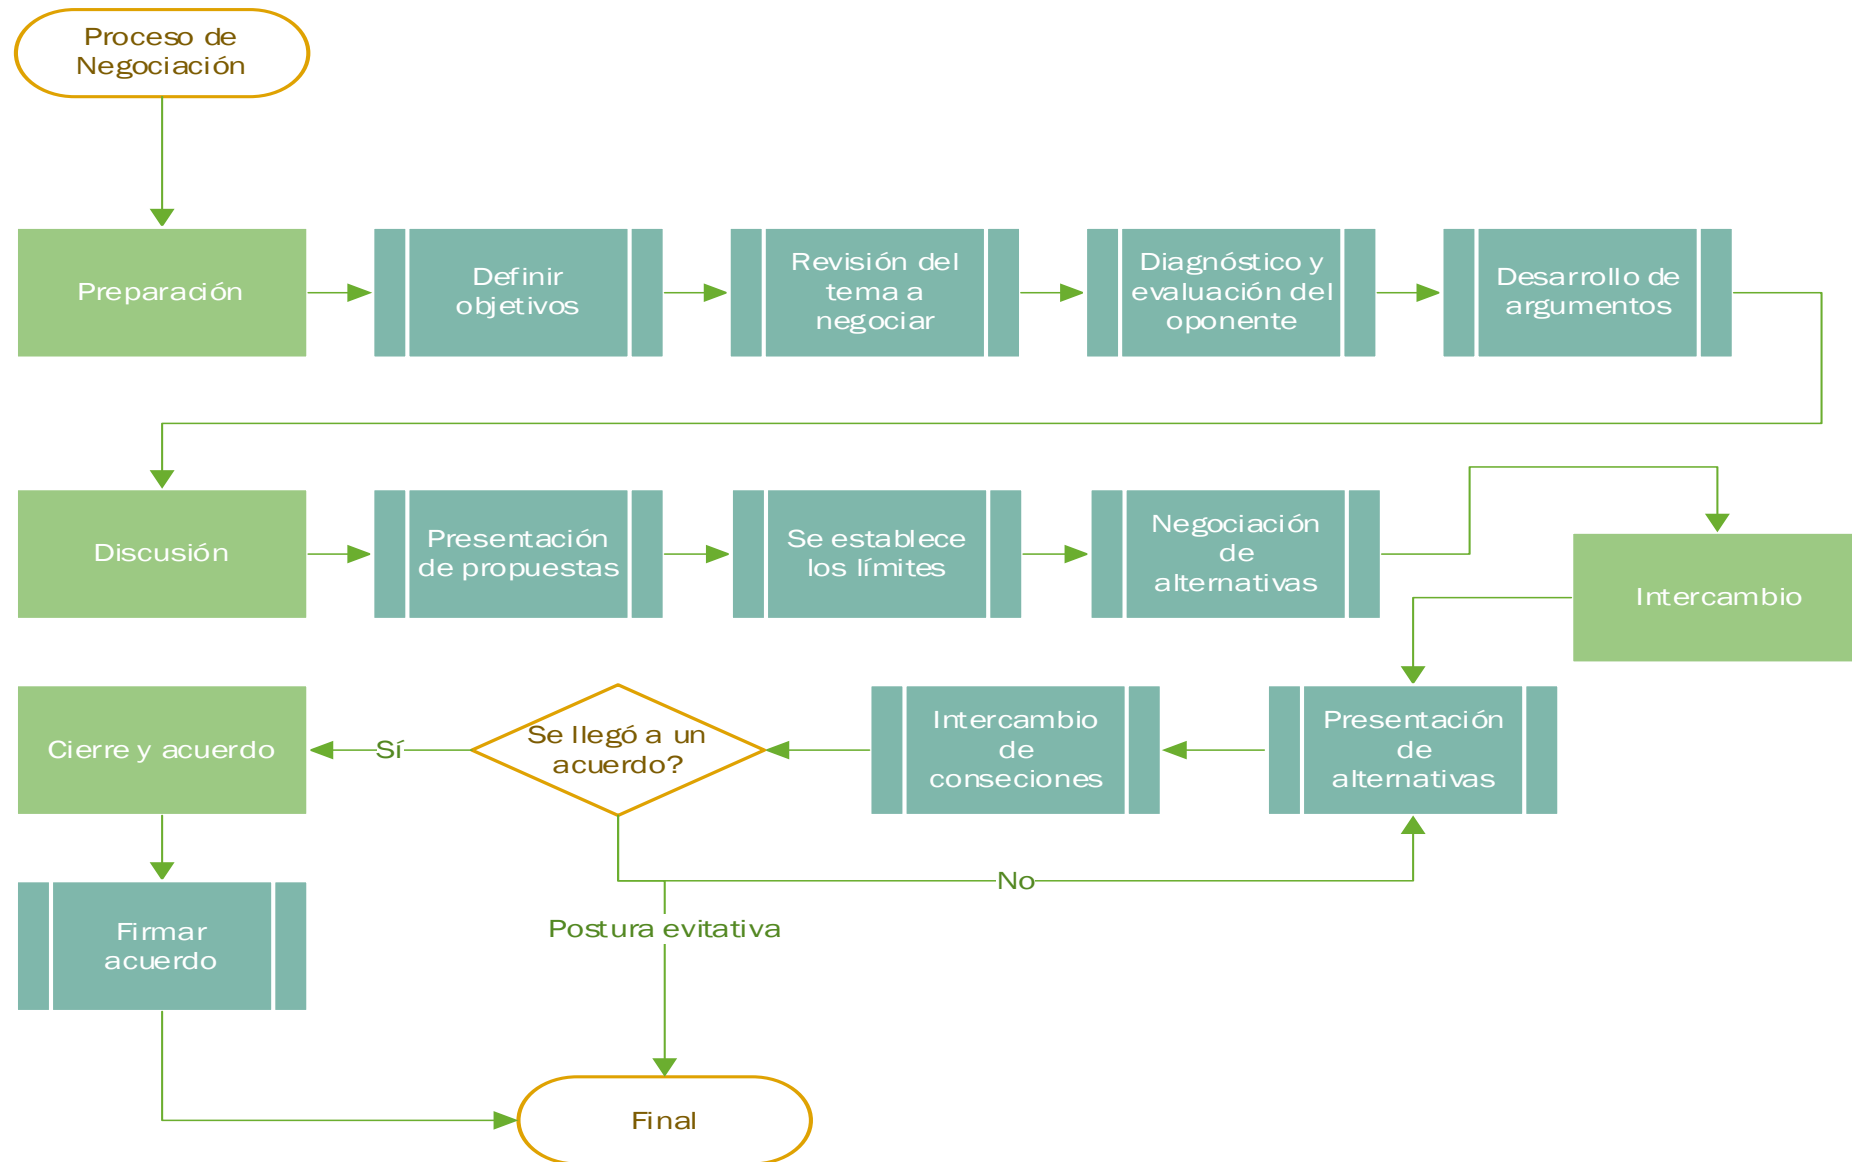 Proceso de
Negociación
Preparación
Definir
objetivos
Revisión del
tema a
negociar
Diagnóstico y
evaluación del
oponente
Desarrollo de
argumentos
Discusión
Presentación
de propuestas
Se establece
los límites
Negociación
de
alternativas
Intercambio
Cierre y acuerdo
Sí
Se llegó a un
acuerdo?
Intercambio
de
conseciones
Presentación
de
alternativas
No
Postura evitativa
Firmar
acuerdo
Final